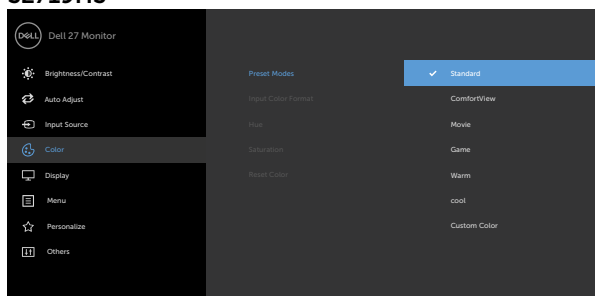 DELL
Dell 27 Monitor
Brightness/Contrast
Auto Adjust
Input Source
Color
Display
Menu
Personalize
Others
Preset Modes
Input Color Format
Hue
Saturation
Reset Color
Standard
ComfortView
Movie
Game
Warm
cool
Custom Color